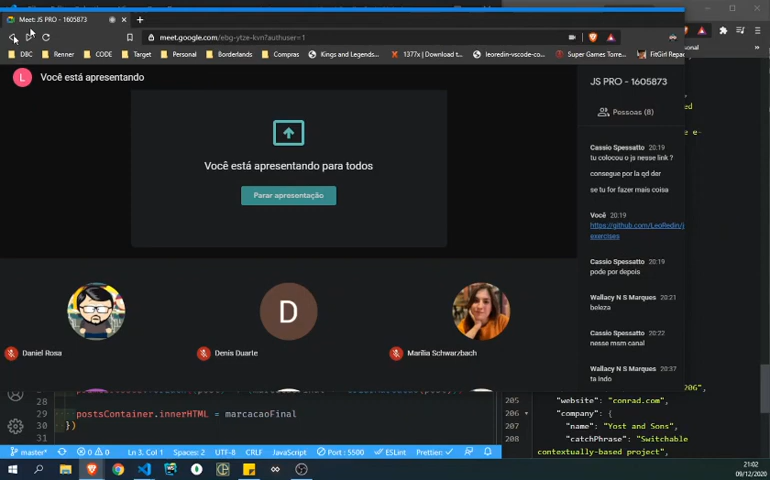 Meet: JS PRO - 1605873
meet.google.com/ebg-ytze-kvn?authuser=1
DBC Renner CODE Target Personal Borderlands Compras Kings and Legends... 1377x | Download t... leoredin-vscode-co... Super Games Torre... FitGirl Repac
ersonal »
L Você está apresentando
Você está apresentando para todos
Parar apresentação
Daniel Rosa
D
Denis Duarte
Marília Schwarzbach
JS PRO - 1605873
Pessoas (8)
Cassio Spessatto 20:19
tu colocou o js nesse link ?
consegue por la qd der
se tu for fazer mais coisa
Você 20:19
https://github.com/LeoRedin/j
exercises
Cassio Spessatto 20:19
pode por depois
Wallacy N S Marques 20:21
beleza
Cassio Spessatto 20:22
nesse msm canal
Wallacy N S Marques 20:37
ta indo
28
29 postsContainer.innerHTML = marcacaoFinal
30 })
31
205 "website": "conrad.com",
206 "company": {
207 "name": "Yost and Sons",
208 "catchPhrase": "Switchable
contextually-based project",
master* 0 0 Ln 3, Col 1 Spaces: 2 UTF-8 CRLF JavaScript Port : 5500 ESLint Prettier
21:02
09/12/2020